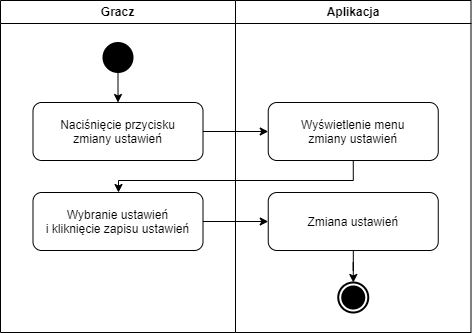 Gracz
Aplikacja
Naciśnięcie przycisku
zmiany ustawień
Wyświetlenie menu
zmiany ustawień
Wybranie ustawień
i kliknięcie zapisu ustawień
Zmiana ustawień